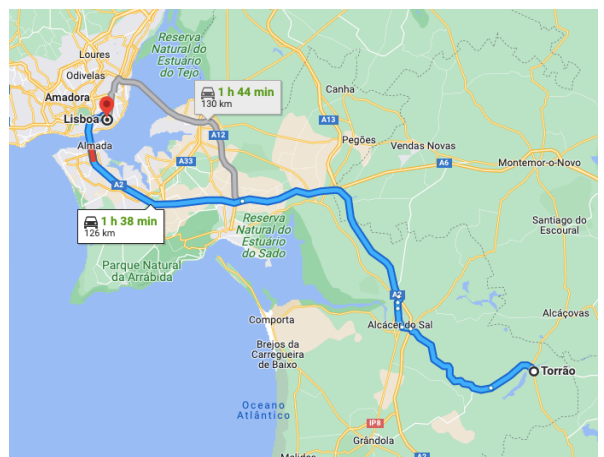 Reserva
Natural do
Estuário
do Tejo
Loures
Odivelas
Amadora
Lisboa
Almada
1 h 44 min
130 km
Canha
A13
A12
Pegões
Vendas Novas
A33
A6
Montemor-o-Novo
A2
1 h 38 min
126 km
Reserva
Natural do
Estuário
do Sado
Santiago do
Escoural
Parque Natural
da Arrábida
A2
Comporta
Alcácer do Sal
Alcáçovas
Brejos da
Carregueira
de Baixo
Torrão
Oceano
Atlântico
IP8
Grândola
Melides
A2